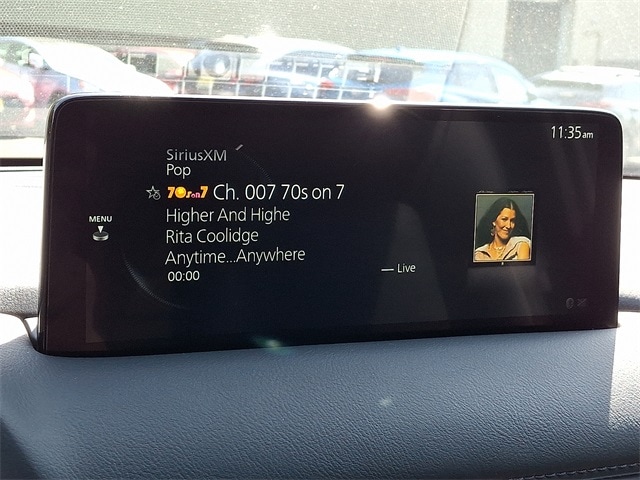 11:35am
SiriusXM
Pop
70s on 7 Ch. 007 70s on 7
MENU
Higher And Highe
Rita Coolidge
Anytime...Anywhere
00:00
Live